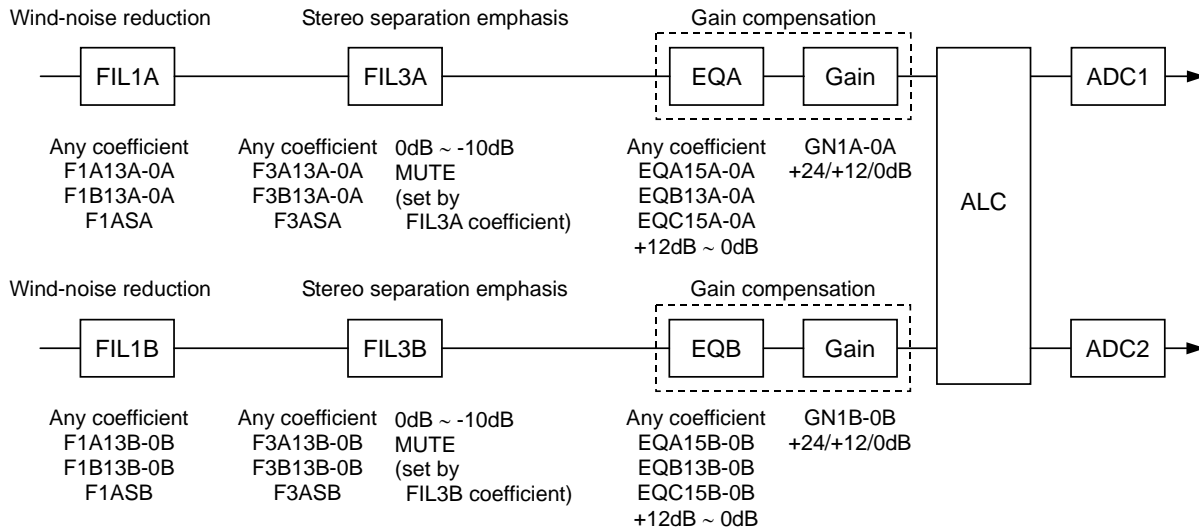 Wind-noise reduction
Stereo separation emphasis
Gain compensation
FIL1A
FIL3A
EQA
Gain
ALC
ADC1
Any coefficient
F1A13A-0A
F1B13A-0A
F1ASA
Any coefficient
F3A13A-0A
F3B13A-0A
F3ASA
0dB ~ -10dB
MUTE
(set by
FIL3A coefficient)
Any coefficient
EQA15A-0A
EQB13A-0A
EQC15A-0A
+12dB ~ 0dB
GN1A-0A
+24/+12/0dB
Wind-noise reduction
Stereo separation emphasis
Gain compensation
FIL1B
FIL3B
EQB
Gain
ADC2
Any coefficient
F1A13B-0B
F1B13B-0B
F1ASB
Any coefficient
F3A13B-0B
F3B13B-0B
F3ASB
0dB ~ -10dB
MUTE
(set by
FIL3B coefficient)
Any coefficient
EQA15B-0B
EQB13B-0B
EQC15B-0B
+12dB ~ 0dB
GN1B-0B
+24/+12/0dB